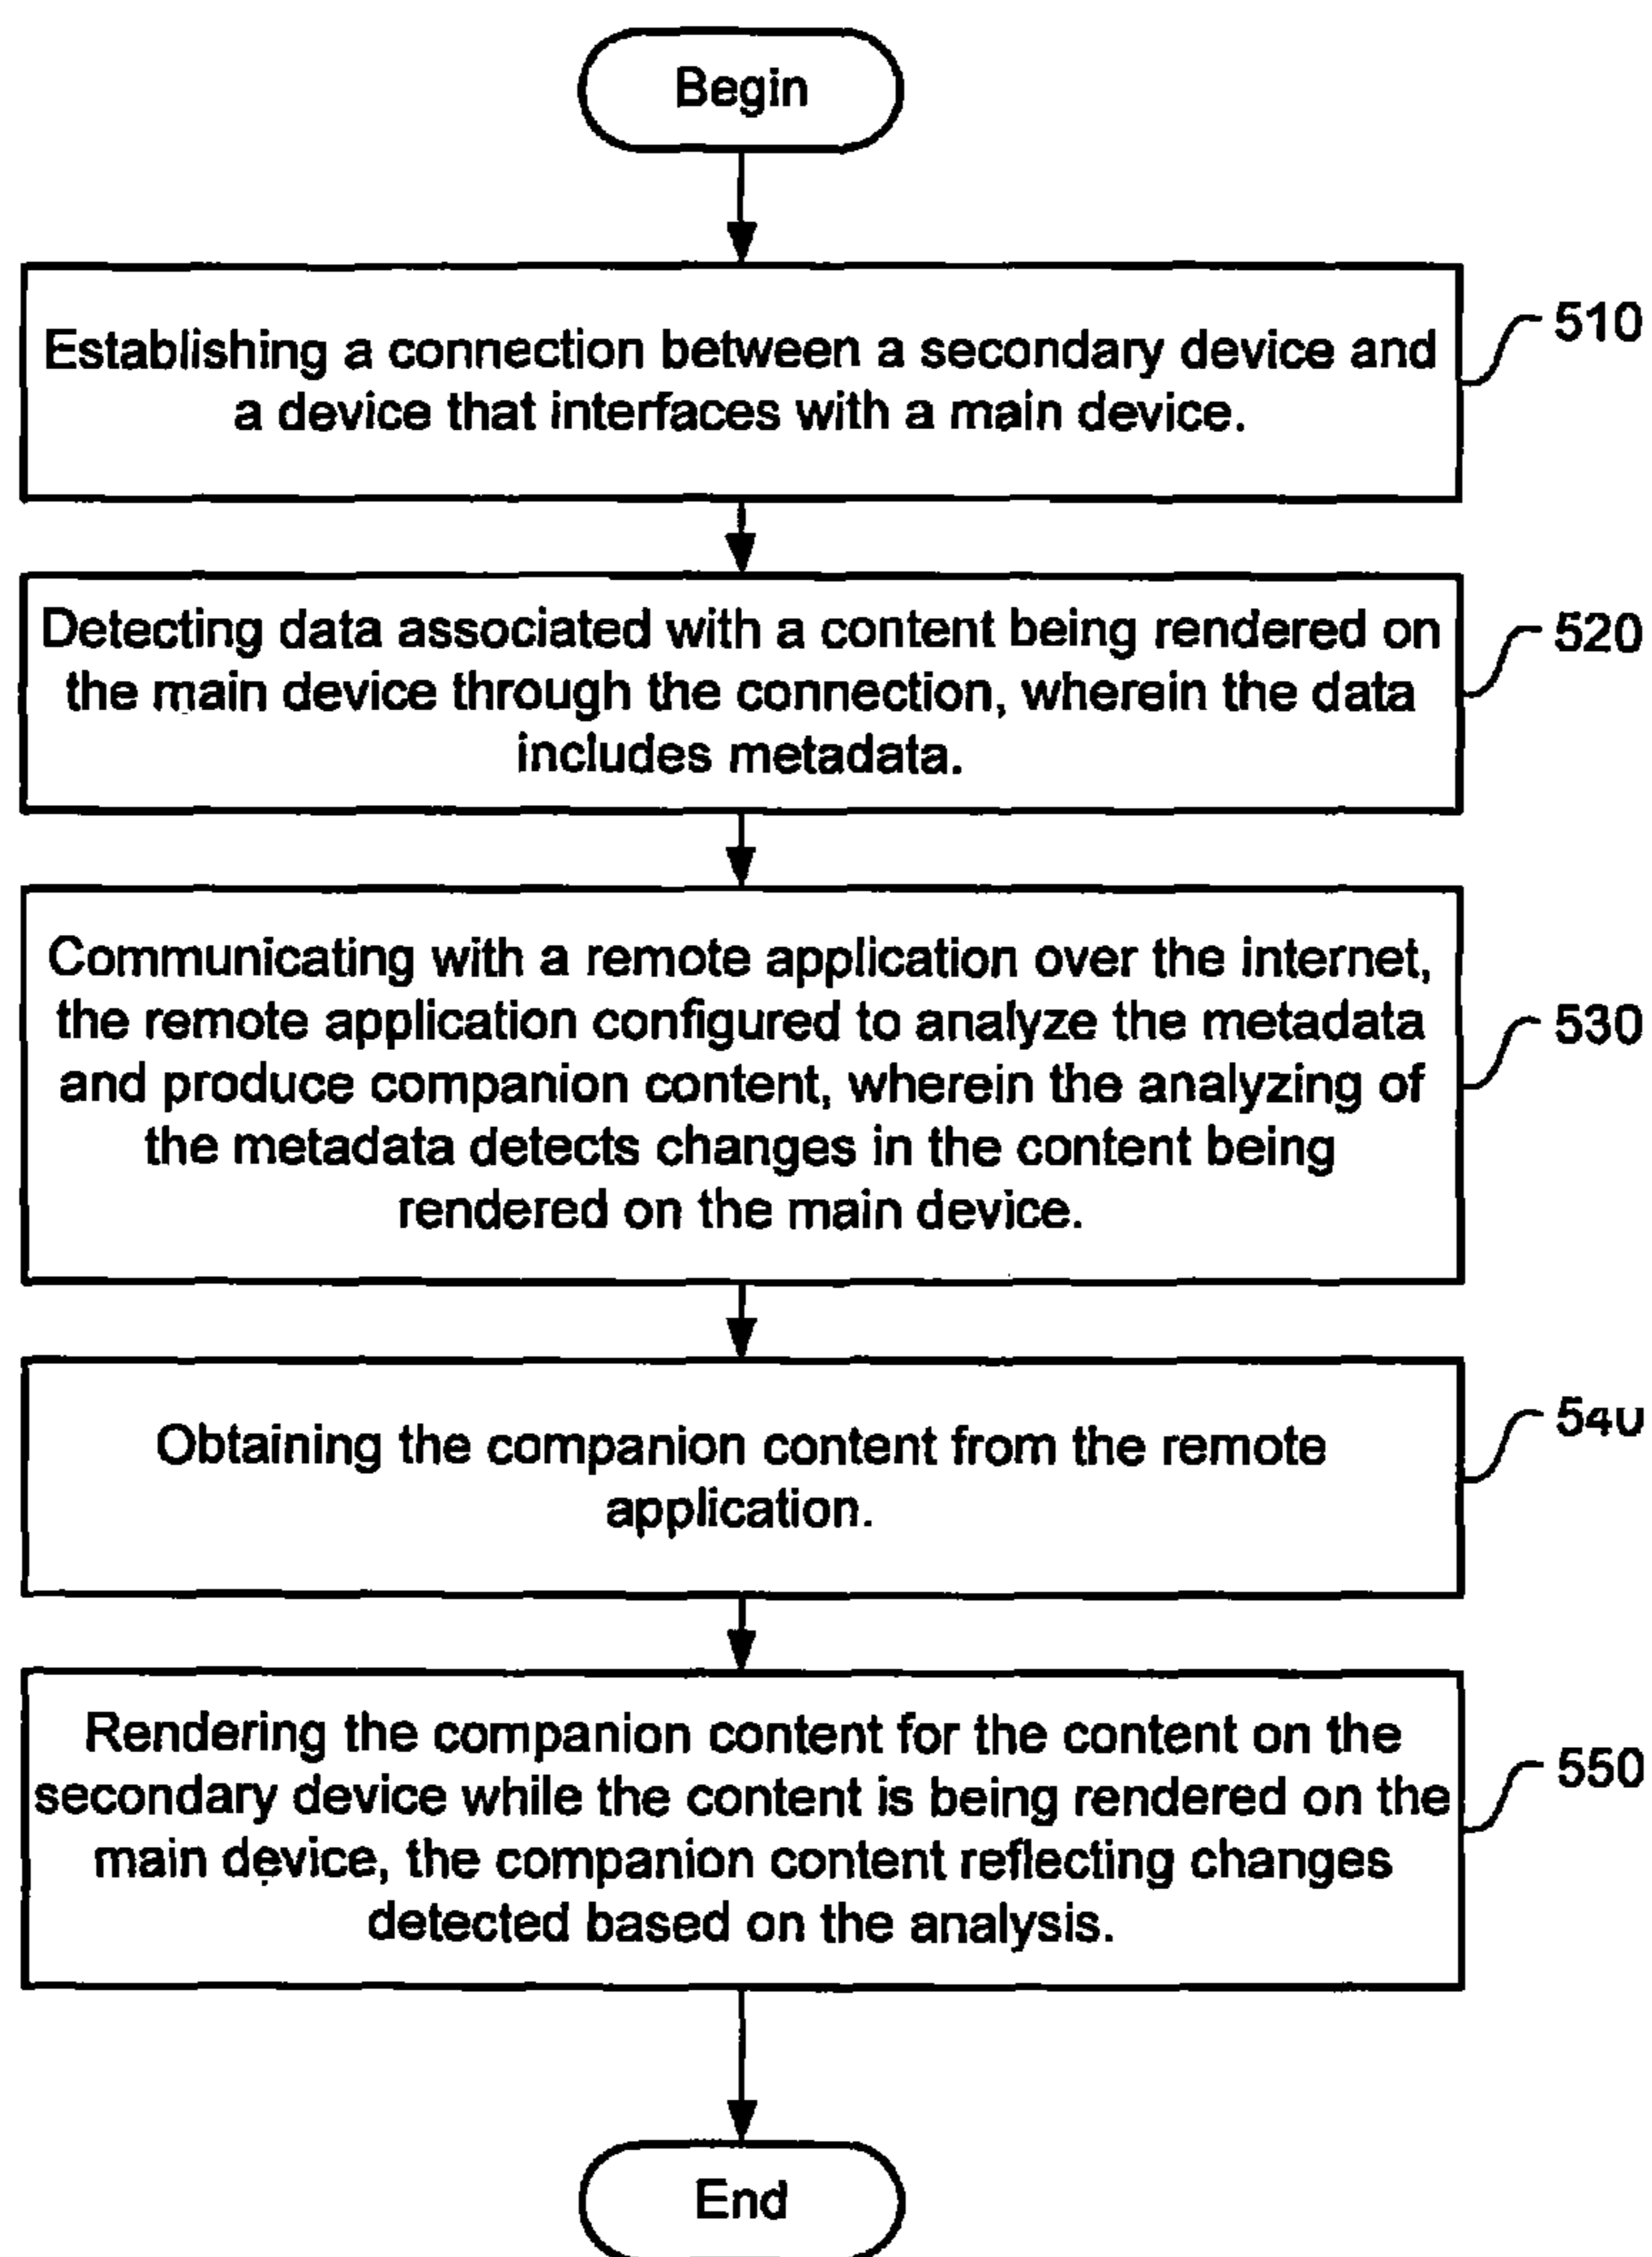 Begin
Establishing a connection between a secondary device and
a device that interfaces with a main device.
510
Detecting data associated with a content being rendered on
the main device through the connection, wherein the data
includes metadata.
520
Communicating with a remote application over the internet,
the remote application configured to analyze the metadata
and produce companion content, wherein the analyzing of
the metadata detects changes in the content being
rendered on the main device.
530
Obtaining the companion content from the remote
application.
540
Rendering the companion content for the content on the
secondary device while the content is being rendered on the
main device, the companion content reflecting changes
detected based on the analysis.
550
End